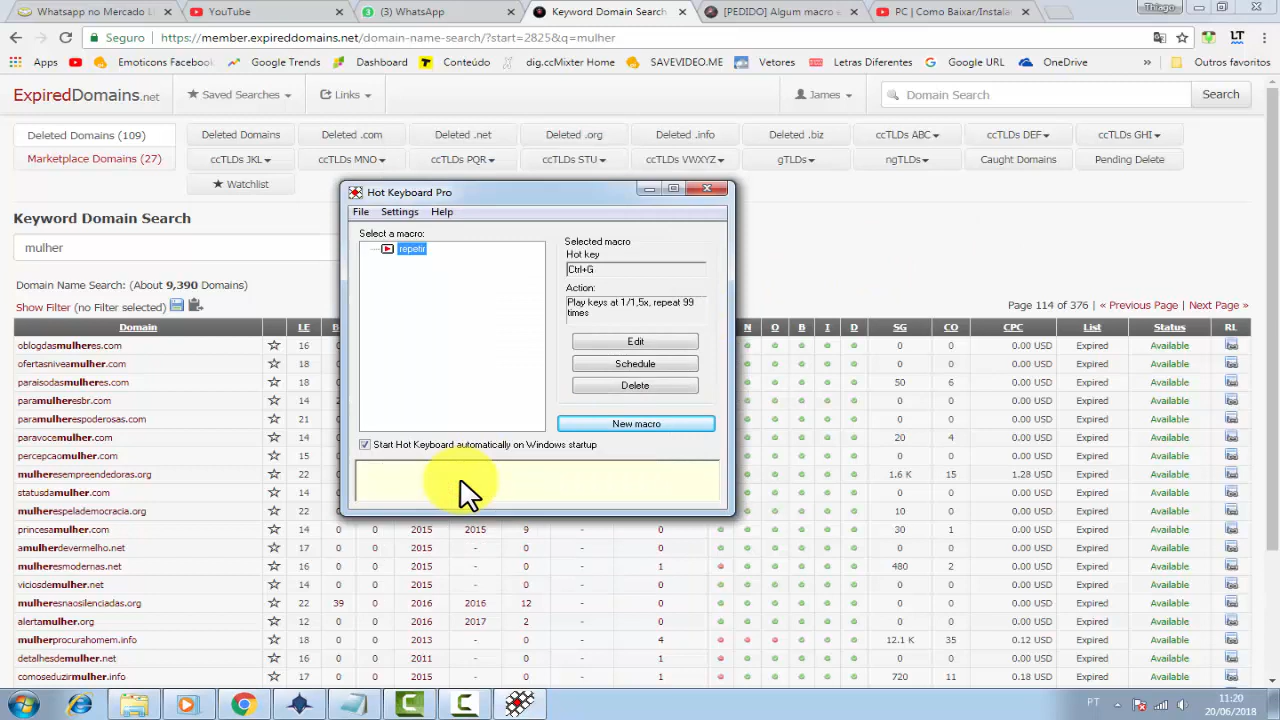 Whatsapp no Mercado L
YouTube
(3) WhatsApp
Keyword Domain Search
[PEDIDO] Algum macro
PC | Como Baixar/Instala
Thiago
Seguro
https://member.expireddomains.net/domain-name-search/?start=2825&q=mulher
Apps
Emoticons Facebook
Google Trends
Dashboard
Conteúdo
dig.ccMixter Home
SAVEVIDEO.ME
Vetores
Letras Diferentes
Google URL
OneDrive
»
Outros favoritos
ExpiredDomains.net
Saved Searches
Links
James
Domain Search
Search
Deleted Domains (109)
Deleted Domains
Deleted .com
Deleted .net
Deleted .org
Deleted .info
Deleted .biz
ccTLDs ABC
ccTLDs DEF
ccTLDs GHI
Marketplace Domains (27)
ccTLDs JKL
ccTLDs MNO
ccTLDs PQR
ccTLDs STU
ccTLDs VWXYZ
gTLDs
ngTLDs
Caught Domains
Pending Delete
Watchlist
Keyword Domain Search
mulher
Domain Name Search: (About 9,390 Domains)
Show Filter (no Filter selected)
Page 114 of 376 | « Previous Page | Next Page »
Hot Keyboard Pro
File Settings Help
Select a macro:
repetir
Selected macro
Hot key
Ctrl+G
Action:
Play keys at 1/1,5x, repeat 99
times
Edit
Schedule
Delete
New macro
Start Hot Keyboard automatically on Windows startup
Domain LE B N O B I D SG CO CPC List Status RL
oblogdasmulheres.com 16 0 0 0.00 USD Expired Available
ofertasniveamulher.com 18 0 0 0.00 USD Expired Available
paraisodasmulheres.com 18 50 6 0.00 USD Expired Available
paramulheresbr.com 14 0 0 0.00 USD Expired Available
paramulherespoderosas.com 21 0 0 0.00 USD Expired Available
paravocemulher.com 14 20 4 0.00 USD Expired Available
percepcaomulher.com 15 0 0 0.00 USD Expired Available
mulheresempreendedoras.org 22 1.6 K 15 1.28 USD Expired Available
statusdamulher.com 14 0 0 0.00 USD Expired Available
mulherespelademocracia.org 22 10 0 0.00 USD Expired Available
princesamulher.com 14 0 0 2015 2015 9 - 0 30 1 0.00 USD Expired Available
amulherdevermelho.net 17 0 0 2015 - 0 - 0 0 0 0.00 USD Expired Available
mulheresmodernas.net 16 0 0 2015 - 0 - 1 480 2 0.00 USD Expired Available
viciosdemulher.net 14 0 0 2015 - 0 - 0 0 0 0.00 USD Expired Available
mulheresnaosilenciadas.org 22 39 0 2016 2016 12 - 0 0 0 0.00 USD Expired Available
alertamulher.org 12 0 0 2016 2017 2 - 0 0 0 0.00 USD Expired Available
mulherprocurahomem.info 18 0 0 2013 - 0 - 4 12.1 K 35 0.12 USD Expired Available
detalhesdemulher.net 16 0 0 2011 - 0 - 1 0 0 0.00 USD Expired Available
comoseduzirmulher.info 17 0 0 2015 - 0 - 1 720 11 0.18 USD Expired Available
PT
11:20
20/06/2018